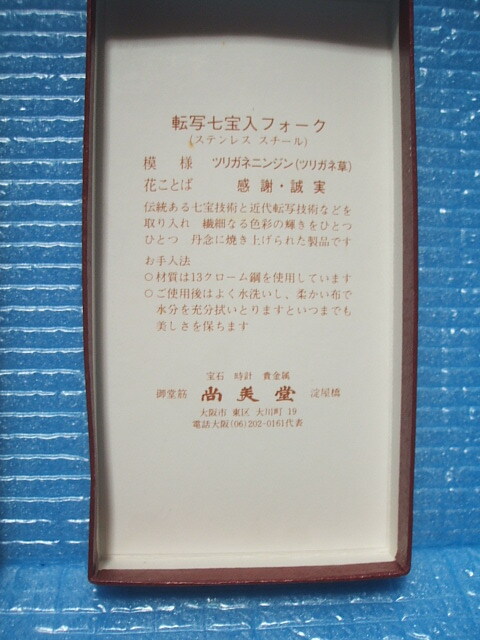 転写七宝入フォーク
(ステンレス スチール)
模 様 ツリガネニンジン(ツリガネ草)
花ことば 感謝・誠実
伝統ある七宝技術と近代転写技術などを
取り入れ 繊細なる色彩の輝きをひとつ
ひとつ 丹念に焼き上げられた製品です
お手入法
○材質は13クローム鋼を使用しています
○ご使用後はよく水洗いし、柔かい布で
水分を充分拭いとりますといつまでも
美しさを保ちます
宝石 時計 貴金属
御堂筋 尚美堂 淀屋橋
大阪市 東区 大川町 19
電話大阪(06)202-0161代表